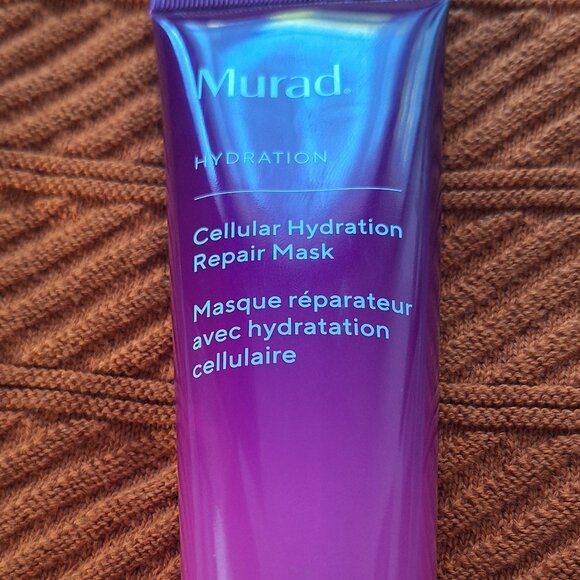 Murad.
HYDRATION
Cellular Hydration
Repair Mask
Masque réparateur
avec hydratation
cellulaire